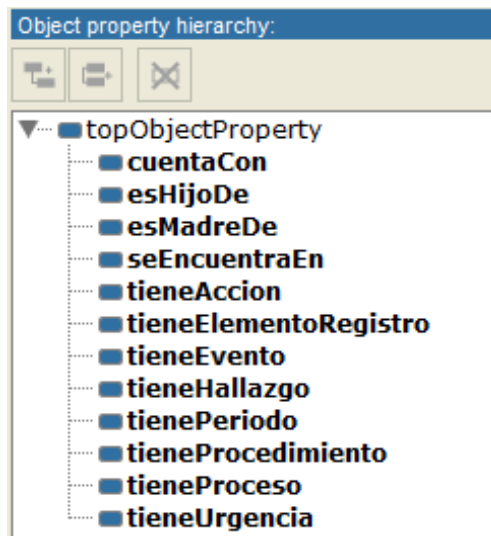 Object property hierarchy:
topObjectProperty
cuentaCon
esHijoDe
esMadreDe
seEncuentraEn
tieneAccion
tieneElementoRegistro
tieneEvento
tieneHallazgo
tienePeriodo
tieneProcedimiento
tieneProceso
tieneUrgencia